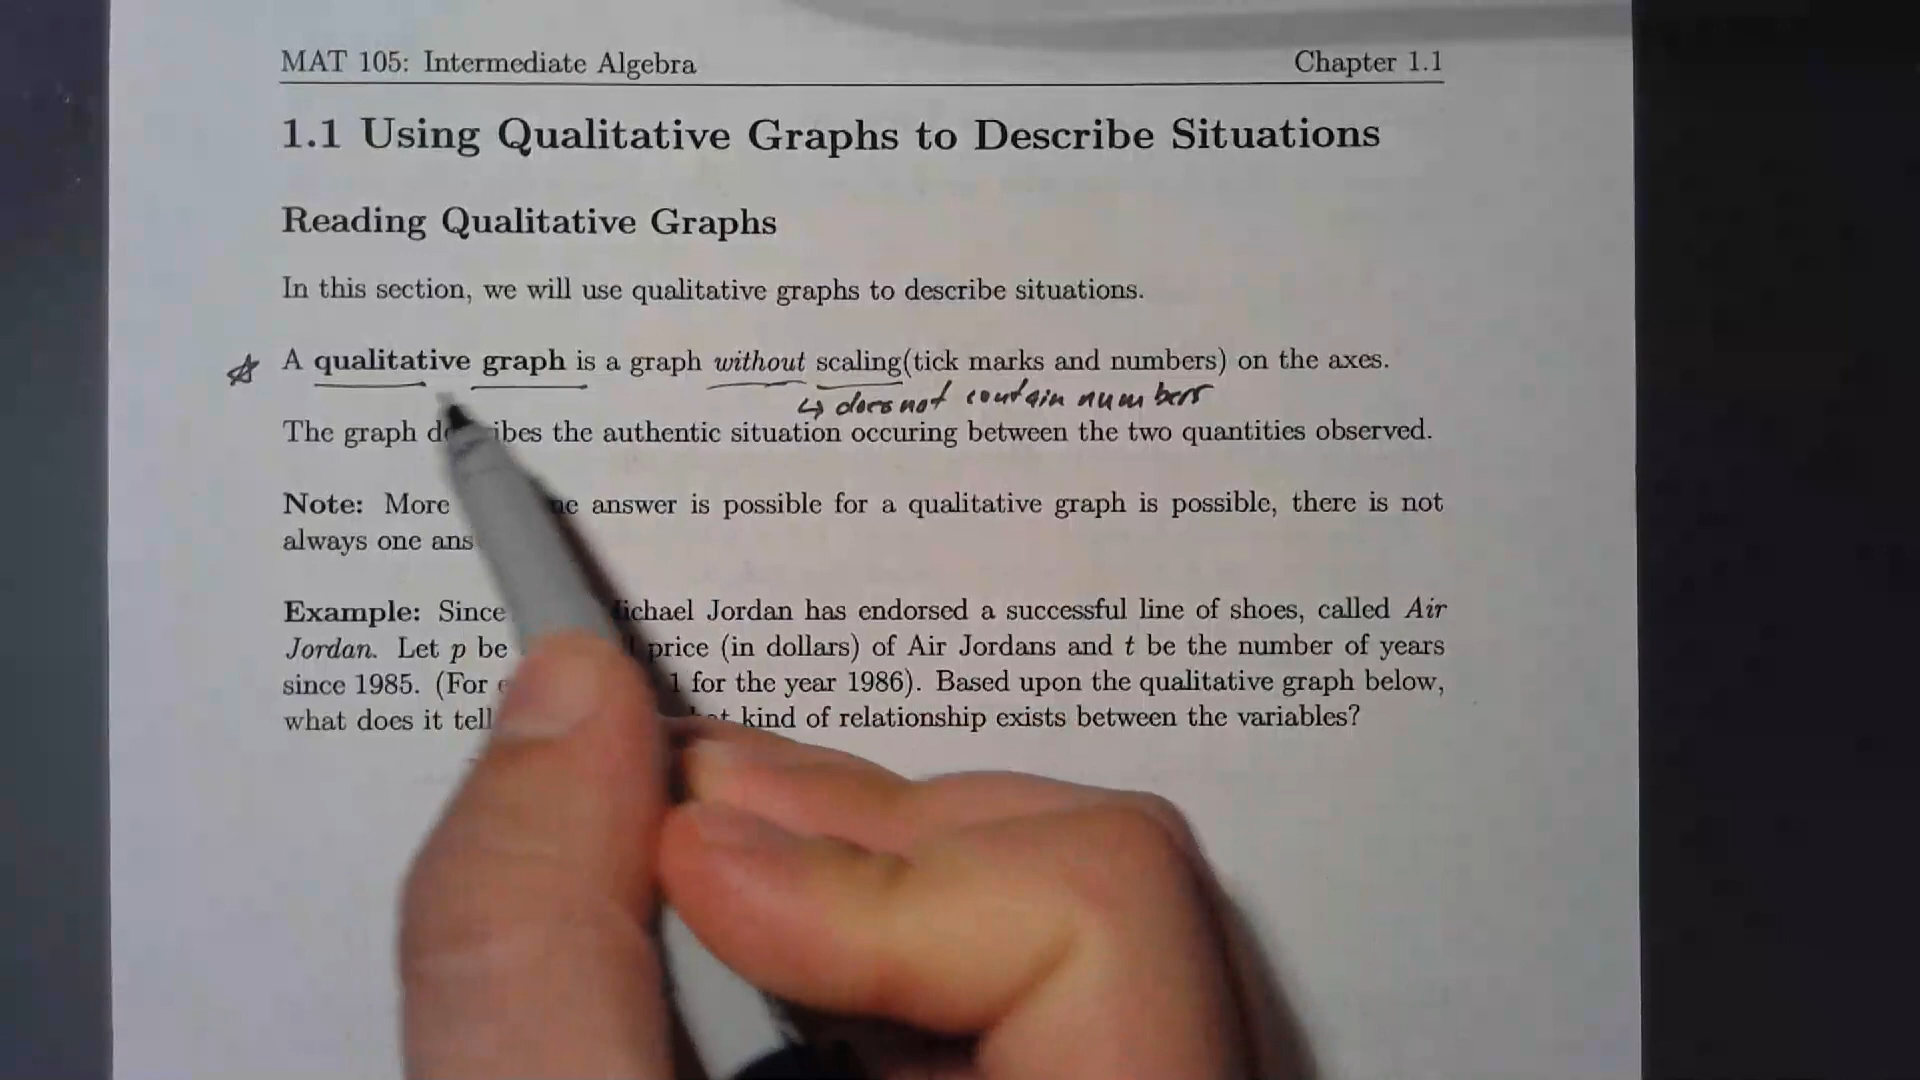 MAT 105: Intermediate Algebra Chapter 1.1
1.1 Using Qualitative Graphs to Describe Situations
Reading Qualitative Graphs
In this section, we will use qualitative graphs to describe situations.
A qualitative graph is a graph without scaling(tick marks and numbers) on the axes.
↳ does not contain numbers
The graph describes the authentic situation occuring between the two quantities observed.
Note: More answer is possible for a qualitative graph is possible, there is not
always one
Example: Since Michael Jordan has endorsed a successful line of shoes, called Air
Jordan. Let p be price (in dollars) of Air Jordans and t be the number of years
since 1985. (For 1 for the year 1986). Based upon the qualitative graph below,
what does it tell kind of relationship exists between the variables?